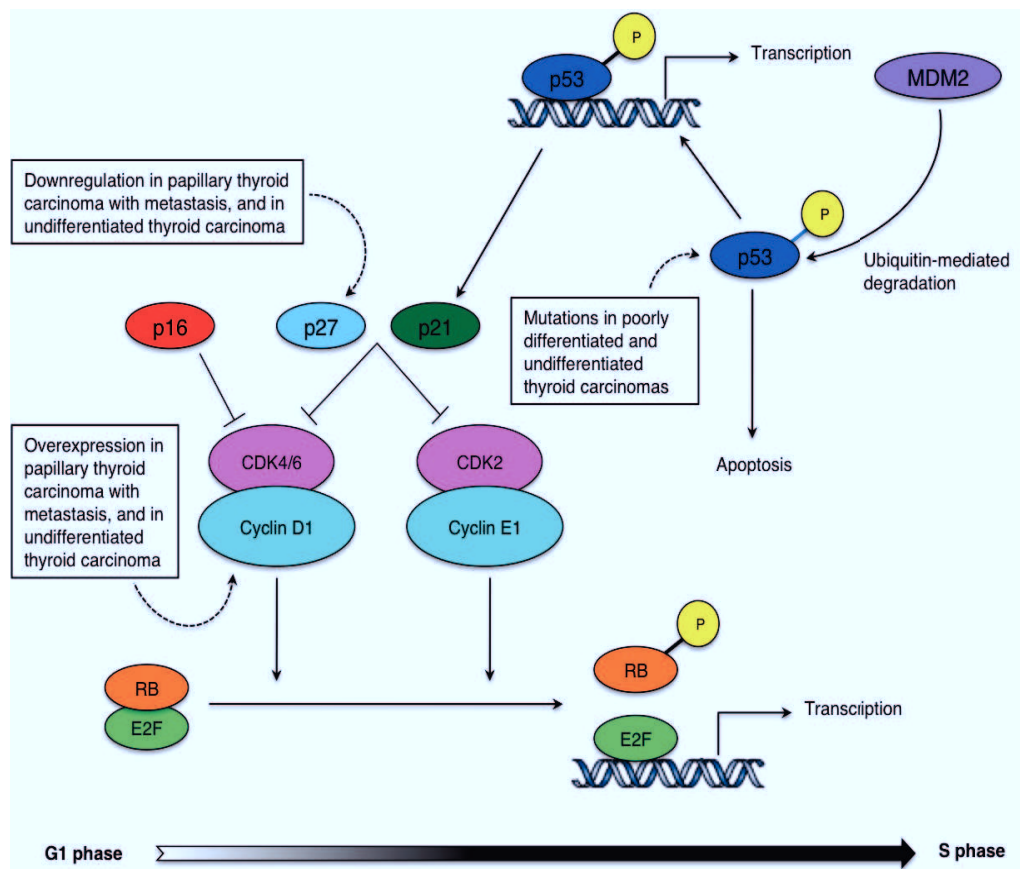 P
p53
Transcription
MDM2
Downregulation in papillary thyroid
carcinoma with metastasis, and in
undifferentiated thyroid carcinoma
P
p53
Ubiquitin-mediated
degradation
p16
p27
p21
Mutations in poorly
differentiated and
undifferentiated
thyroid carcinomas
Overexpression in
papillary thyroid
carcinoma with
metastasis, and in
undifferentiated
thyroid carcinoma
CDK4/6
Cyclin D1
CDK2
Cyclin E1
Apoptosis
RB
E2F
P
RB
E2F
Transcription
G1 phase
S phase